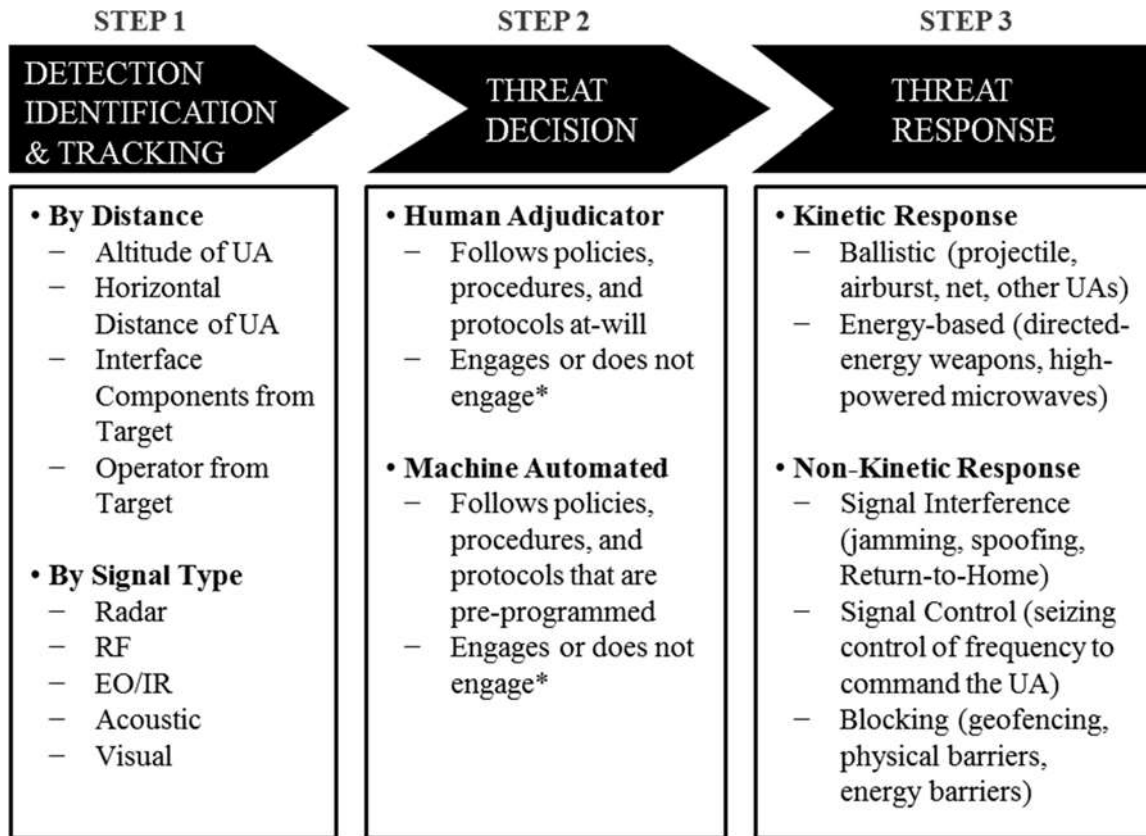 STEP 1
DETECTION
IDENTIFICATION
& TRACKING
• By Distance
– Altitude of UA
– Horizontal
Distance of UA
– Interface
Components from
Target
– Operator from
Target
• By Signal Type
– Radar
– RF
– EO/IR
– Acoustic
– Visual
STEP 2
THREAT
DECISION
• Human Adjudicator
– Follows policies,
procedures, and
protocols at-will
– Engages or does not
engage*
• Machine Automated
– Follows policies,
procedures, and
protocols that are
pre-programmed
– Engages or does not
engage*
STEP 3
THREAT
RESPONSE
• Kinetic Response
– Ballistic (projectile,
airburst, net, other UAs)
– Energy-based (directed-
energy weapons, high-
powered microwaves)
• Non-Kinetic Response
– Signal Interference
(jamming, spoofing,
Return-to-Home)
– Signal Control (seizing
control of frequency to
command the UA)
– Blocking (geofencing,
physical barriers,
energy barriers)